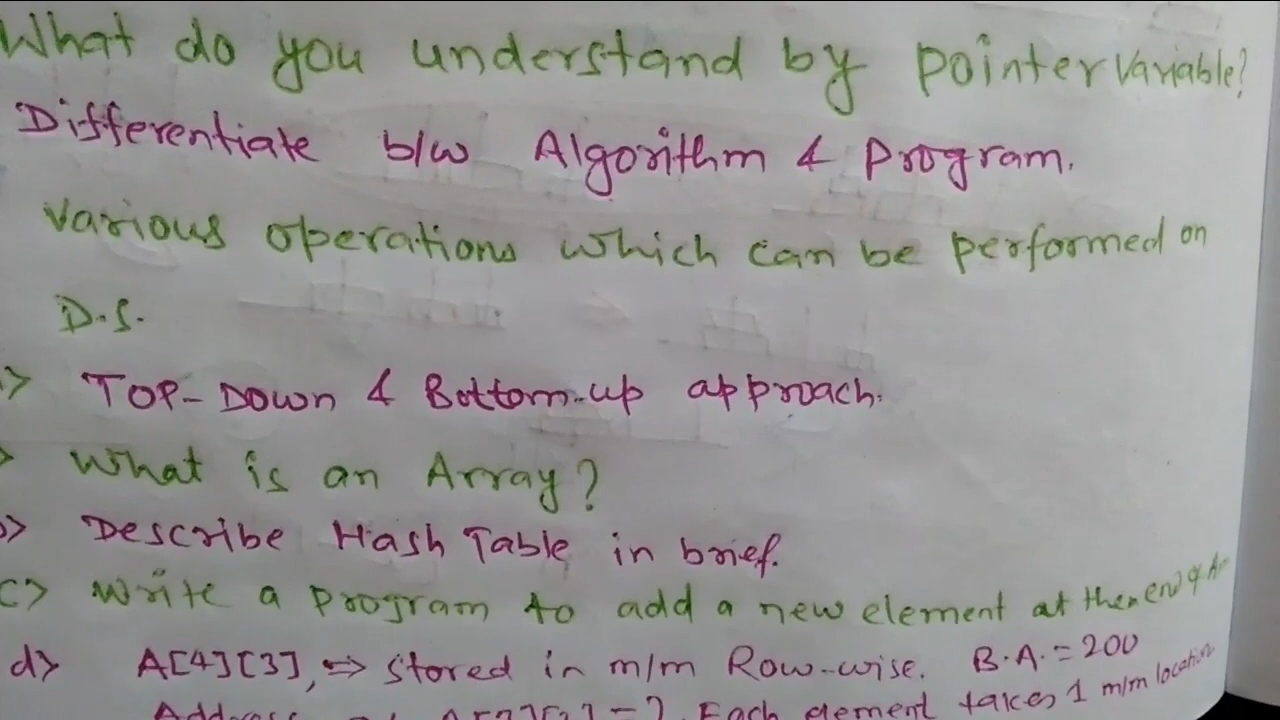 What do you understand by pointer variable?
Differentiate b/w Algorithm & Program.
Various operations which can be performed on
D.S.
> TOP-DOWN & Bottom-up approach.
> What is an Array?
> Describe Hash Table in brief.
c> Write a program to add a new element at the end of
d> A[4][3], ⇒ stored in m/m Row-wise. B.A. = 200
Each element takes 1 m/m location